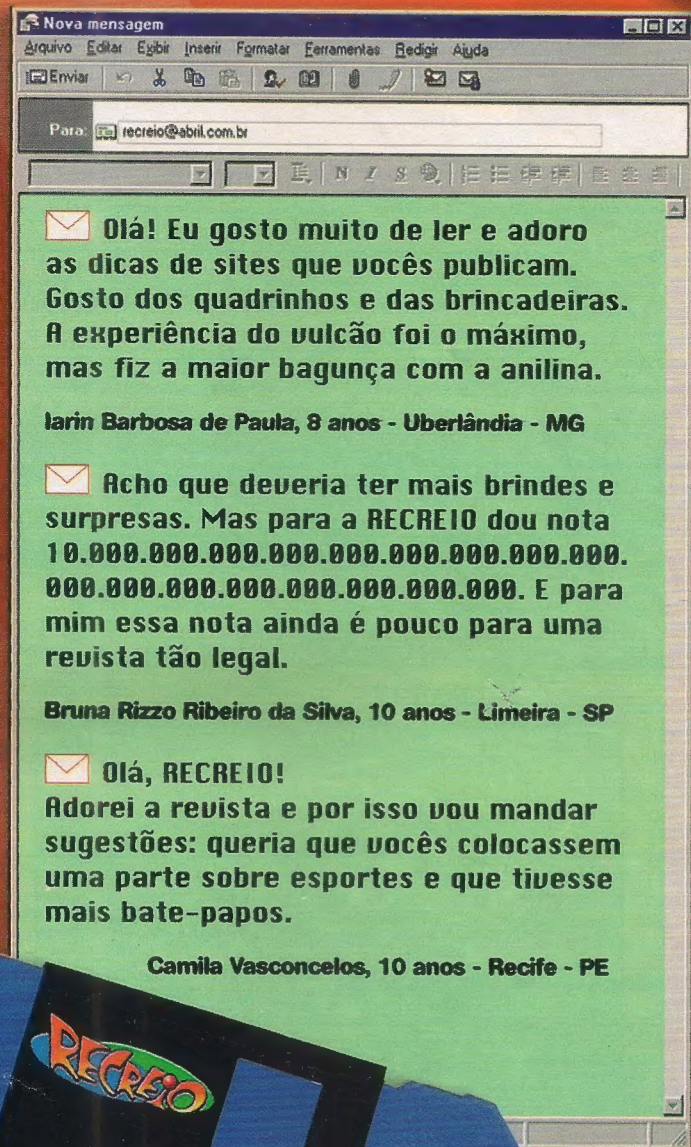 Nova mensagem
Arquivo Editar Exibir Inserir Formatar Ferramentas Redigir Ajuda
Enviar
Para: recreio@abril.com.br
N I S
Olá! Eu gosto muito de ler e adoro
as dicas de sites que vocês publicam.
Gosto dos quadrinhos e das brincadeiras.
A experiência do vulcão foi o máximo,
mas fiz a maior bagunça com a anilina.
Iarin Barbosa de Paula, 8 anos - Uberlândia - MG
Acho que deveria ter mais brindes e
surpresas. Mas para a RECREIO dou nota
10.000.000.000.000.000.000.000.000.000.
000.000.000.000.000.000.000.000. E para
mim essa nota ainda é pouco para uma
revista tão legal.
Bruna Rizzo Ribeiro da Silva, 10 anos - Limeira - SP
Olá, RECREIO!
Adorei a revista e por isso vou mandar
sugestões: queria que vocês colocassem
uma parte sobre esportes e que tivesse
mais bate-papos.
Camila Vasconcelos, 10 anos - Recife - PE
RECREIO